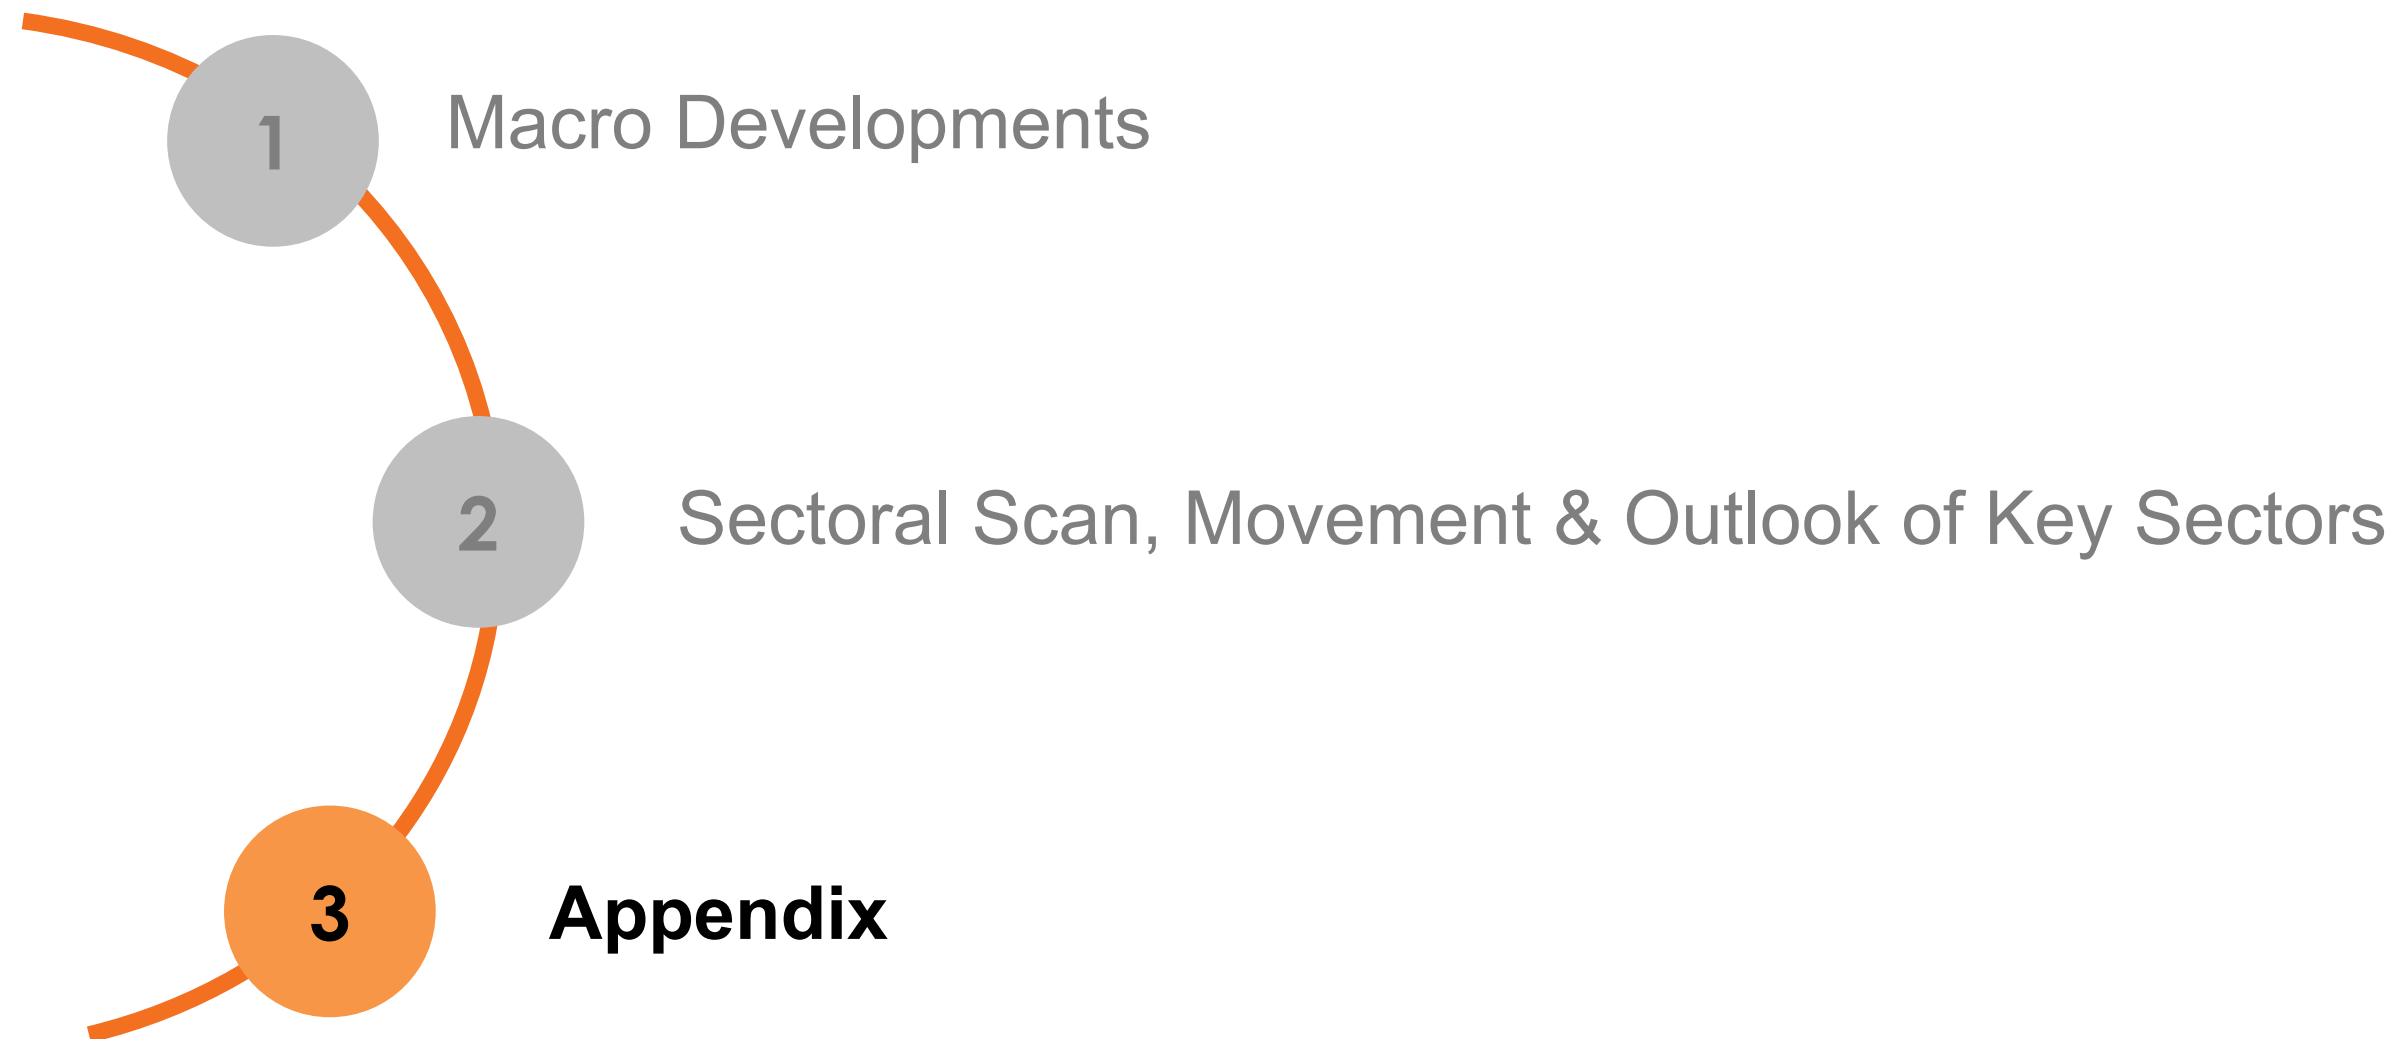 1 Macro Developments
2 Sectoral Scan, Movement & Outlook of Key Sectors
3 Appendix